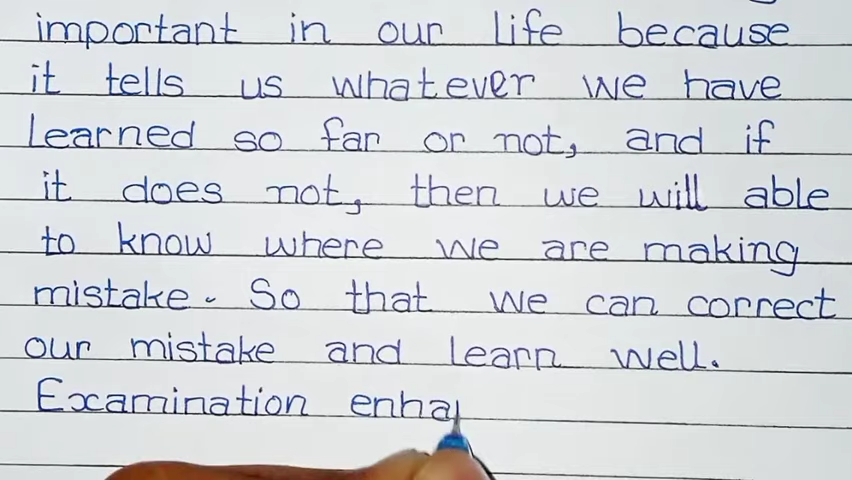 important in our life because
it tells us whatever we have
learned so far or not, and if
it does not, then we will able
to know where we are making
mistake. So that we can correct
our mistake and learn well.
Examination enha